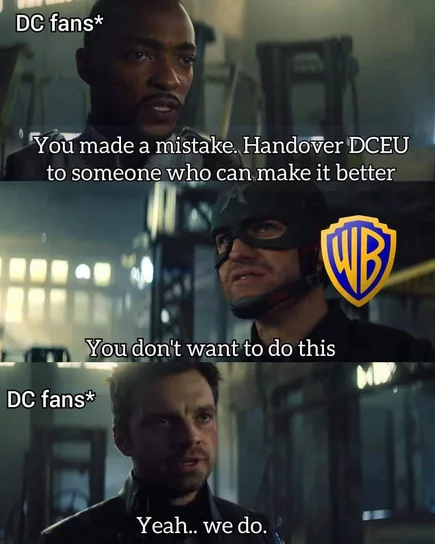 DC fans*
You made a mistake. Handover DCEU
to someone who can make it better
WB
You don't want to do this
DC fans*
Yeah.. we do.